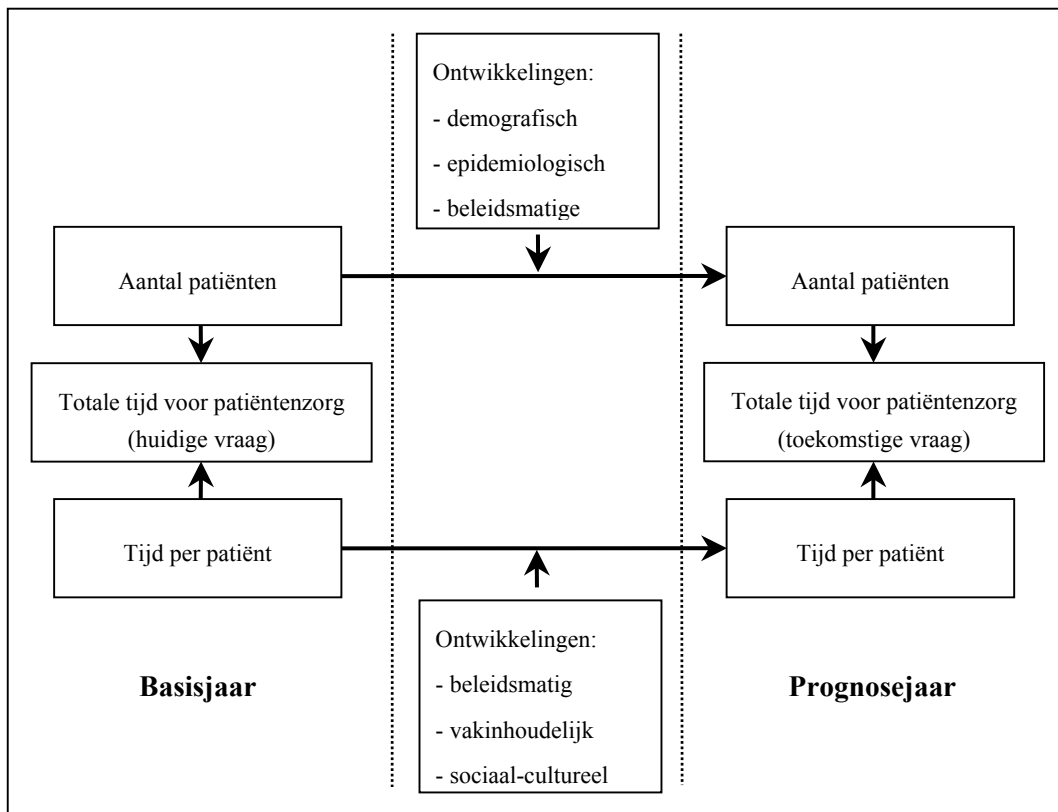 Ontwikkelingen:
- demografisch
- epidemiologisch
- beleidsmatige
Aantal patiënten
Aantal patiënten
Totale tijd voor patiëntenzorg
(huidige vraag)
Totale tijd voor patiëntenzorg
(toekomstige vraag)
Tijd per patiënt
Tijd per patiënt
Ontwikkelingen:
- beleidsmatig
- vakinhoudelijk
- sociaal-cultureel
Basisjaar
Prognosejaar